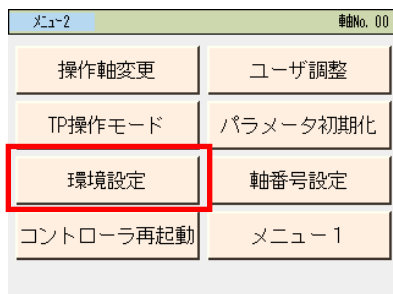 ﾒﾆｭｰ2 軸No. 00
操作軸変更 ユーザ調整
TP操作モード パラメータ初期化
環境設定 軸番号設定
コントローラ再起動 メニュー1